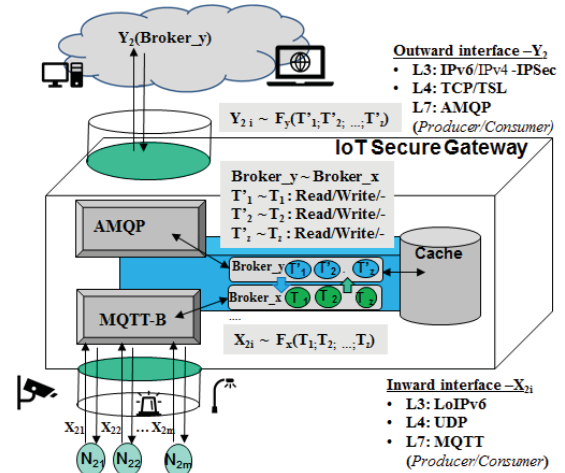 Y₂(Broker_y)
Outward interface –Y₂
• L3: IPv6/IPv4 -IPSec
• L4: TCP/TSL
L7: AMQP
(Producer/Consumer)
Y₂ ᵢ ~ Fᵧ(T'₁;T'₂; ...;T'z)
IoT Secure Gateway
Broker_y ~ Broker_x
T'₁ ~ T₁ : Read/Write/-
T'₂ ~ T₂ : Read/Write/-
T'z ~ Tz : Read/Write/-
AMQP
Cache
Broker_y T'₁ T'₂ . T'z
Broker_x T₁ T₂ Tz
....
MQTT-B
X₂ᵢ ~ Fₓ(T₁;T₂; ...;Tz)
Inward interface –X₂ᵢ
• L3: LoIPv6
• L4: UDP
• L7: MQTT
(Producer/Consumer)
X₂₁ X₂₂ ... X₂ₘ
N₂₁ N₂₂ N₂ₘ